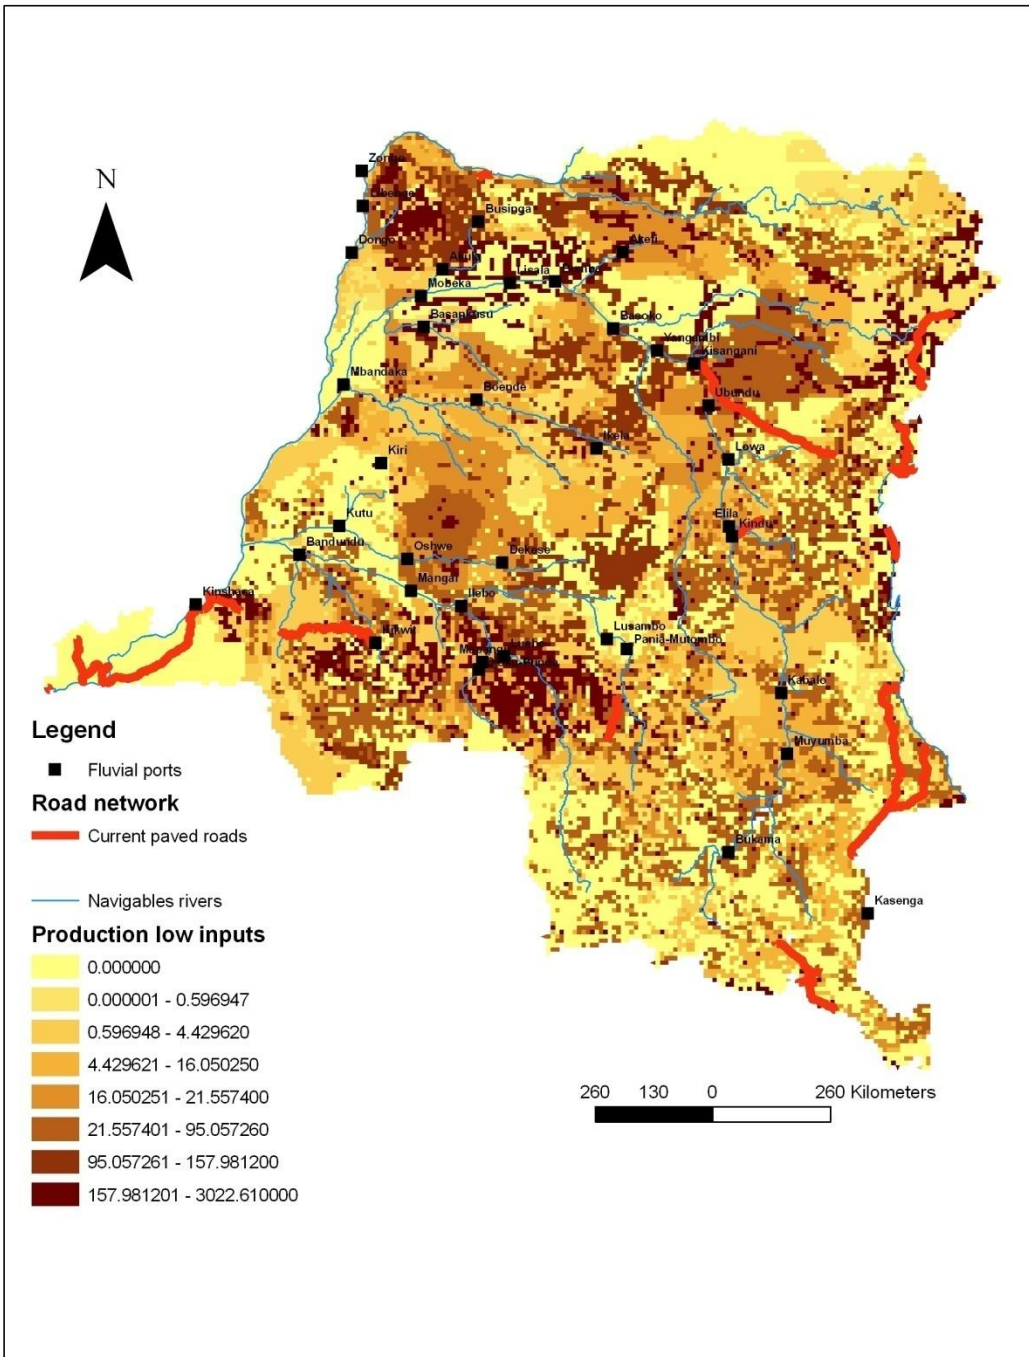 N
Zongo
Libenge
Businga
Dongo
Aketi
Akula
Lisala
Bumba
Mobeka
Basankusu
Basoko
Yangambi
Kisangani
Mbandaka
Boende
Ubundu
Ikela
Lowa
Kiri
Kutu
Elila
Kindu
Bandundu
Oshwe
Dekese
Mangai
Ilebo
Kinshasa
Kikwit
Lusambo
Pania-Mutombo
Luebo
Kabalo
Muyumba
Bukama
Kasenga
Legend
Fluvial ports
Road network
Current paved roads
Navigables rivers
Production low inputs
0.000000
0.000001 - 0.596947
0.596948 - 4.429620
4.429621 - 16.050250
16.050251 - 21.557400
21.557401 - 95.057260
95.057261 - 157.981200
157.981201 - 3022.610000
260 130 0 260 Kilometers